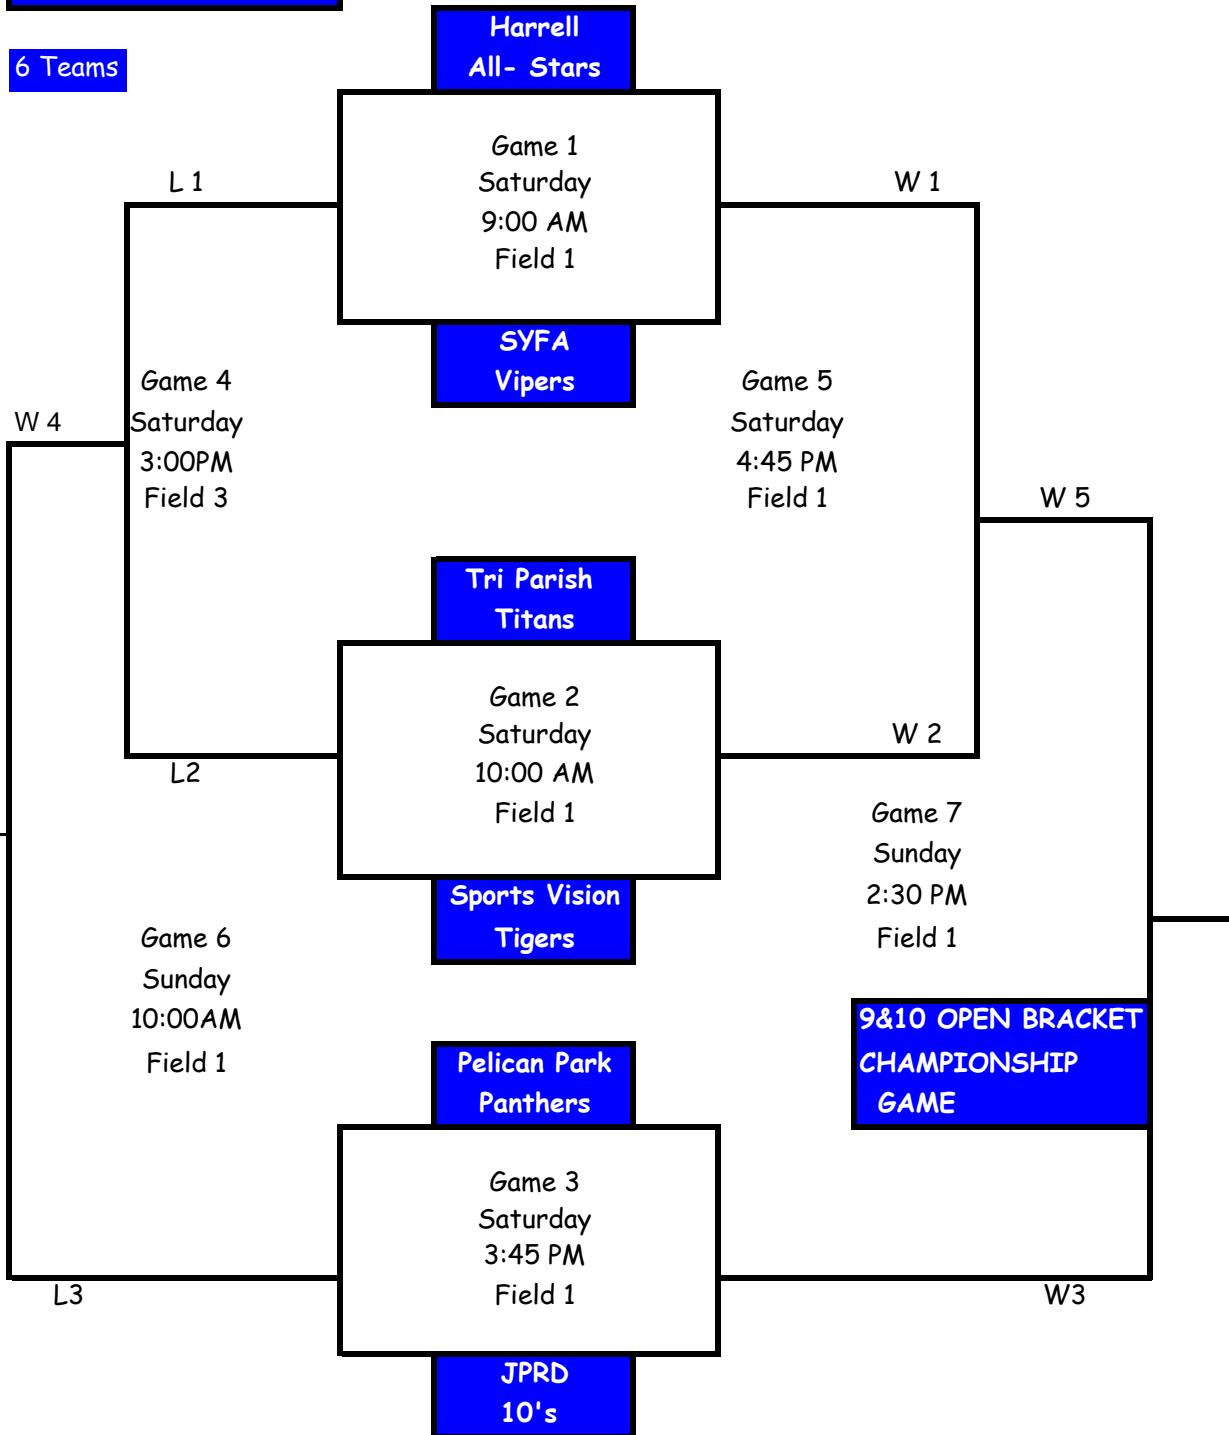 Harrell
All- Stars
6 Teams
Game 1
Saturday
9:00 AM
Field 1
L 1
W 1
SYFA
Vipers
Game 4
Saturday
3:00PM
Field 3
W 4
Game 5
Saturday
4:45 PM
Field 1
W 5
Tri Parish
Titans
Game 2
Saturday
10:00 AM
Field 1
L2
W 2
Sports Vision
Tigers
Game 7
Sunday
2:30 PM
Field 1
Game 6
Sunday
10:00AM
Field 1
9&10 OPEN BRACKET
CHAMPIONSHIP
GAME
Pelican Park
Panthers
Game 3
Saturday
3:45 PM
Field 1
L3
W3
JPRD
10's